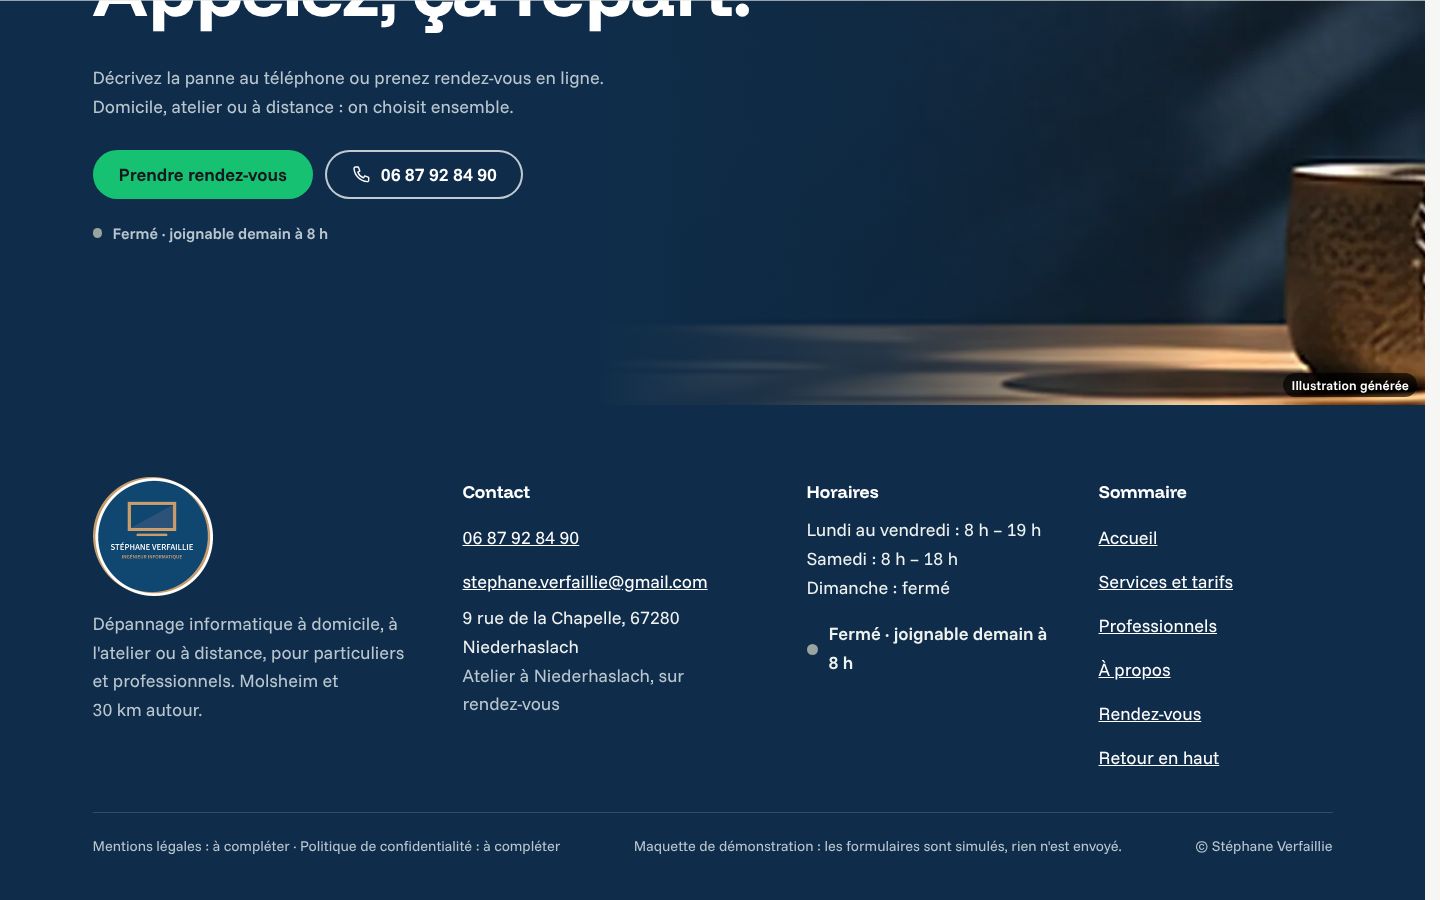 Appelez, ça repart.
Décrivez la panne au téléphone ou prenez rendez-vous en ligne.
Domicile, atelier ou à distance : on choisit ensemble.
Prendre rendez-vous
06 87 92 84 90
Fermé · joignable demain à 8 h
Illustration générée
STÉPHANE VERFAILLIE
INGÉNIEUR INFORMATIQUE
Dépannage informatique à domicile, à
l'atelier ou à distance, pour particuliers
et professionnels. Molsheim et
30 km autour.
Contact
06 87 92 84 90
stephane.verfaillie@gmail.com
9 rue de la Chapelle, 67280
Niederhaslach
Atelier à Niederhaslach, sur
rendez-vous
Horaires
Lundi au vendredi : 8 h – 19 h
Samedi : 8 h – 18 h
Dimanche : fermé
Fermé · joignable demain à
8 h
Sommaire
Accueil
Services et tarifs
Professionnels
À propos
Rendez-vous
Retour en haut
Mentions légales : à compléter · Politique de confidentialité : à compléter
Maquette de démonstration : les formulaires sont simulés, rien n'est envoyé.
© Stéphane Verfaillie